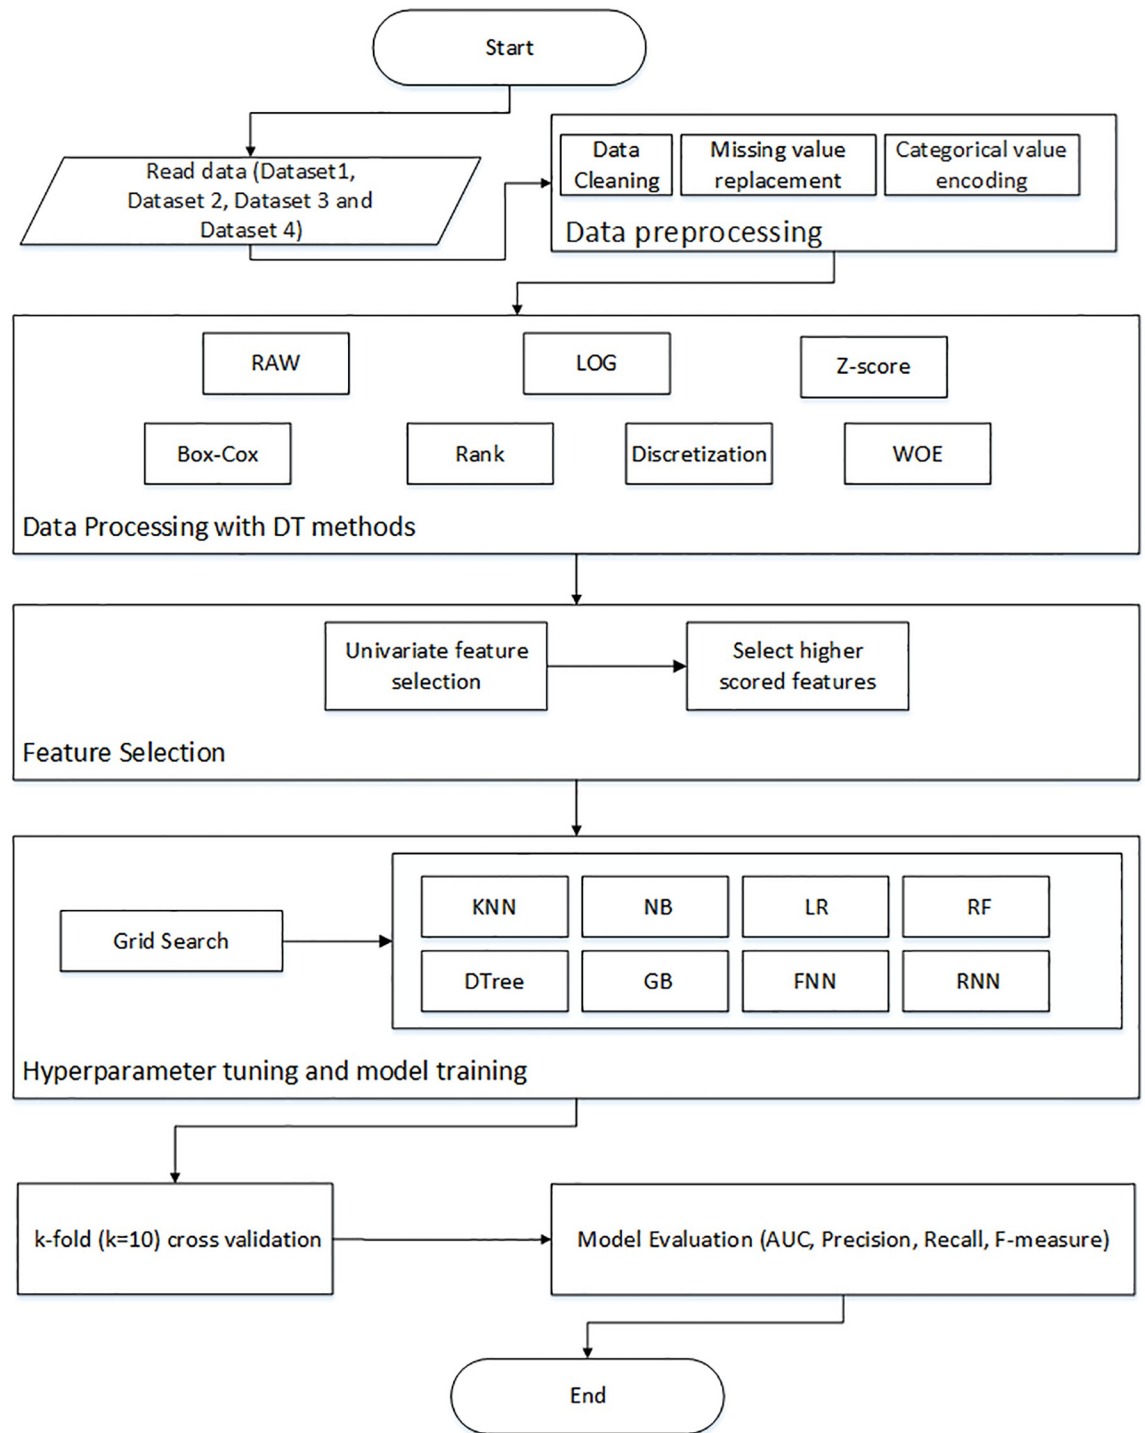 Start
Read data (Dataset1,
Dataset 2, Dataset 3 and
Dataset 4)
Data
Cleaning
Missing value
replacement
Categorical value
encoding
Data preprocessing
RAW
LOG
Z-score
Box-Cox
Rank
Discretization
WOE
Data Processing with DT methods
Univariate feature
selection
Select higher
scored features
Feature Selection
Grid Search
KNN
NB
LR
RF
DTree
GB
FNN
RNN
Hyperparameter tuning and model training
k-fold (k=10) cross validation
Model Evaluation (AUC, Precision, Recall, F-measure)
End